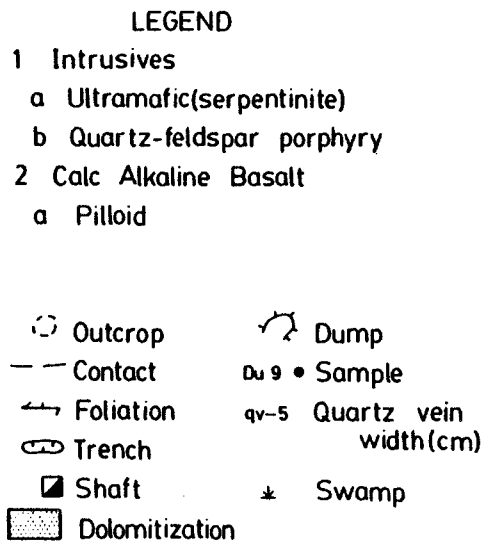 LEGEND
1 Intrusives
a Ultramafic(serpentinite)
b Quartz-feldspar porphyry
2 Calc Alkaline Basalt
a Pilloid
Outcrop
Contact
Foliation
Trench
Shaft
Dolomitization
Dump
Du 9 Sample
qv-5 Quartz vein
width(cm)
Swamp